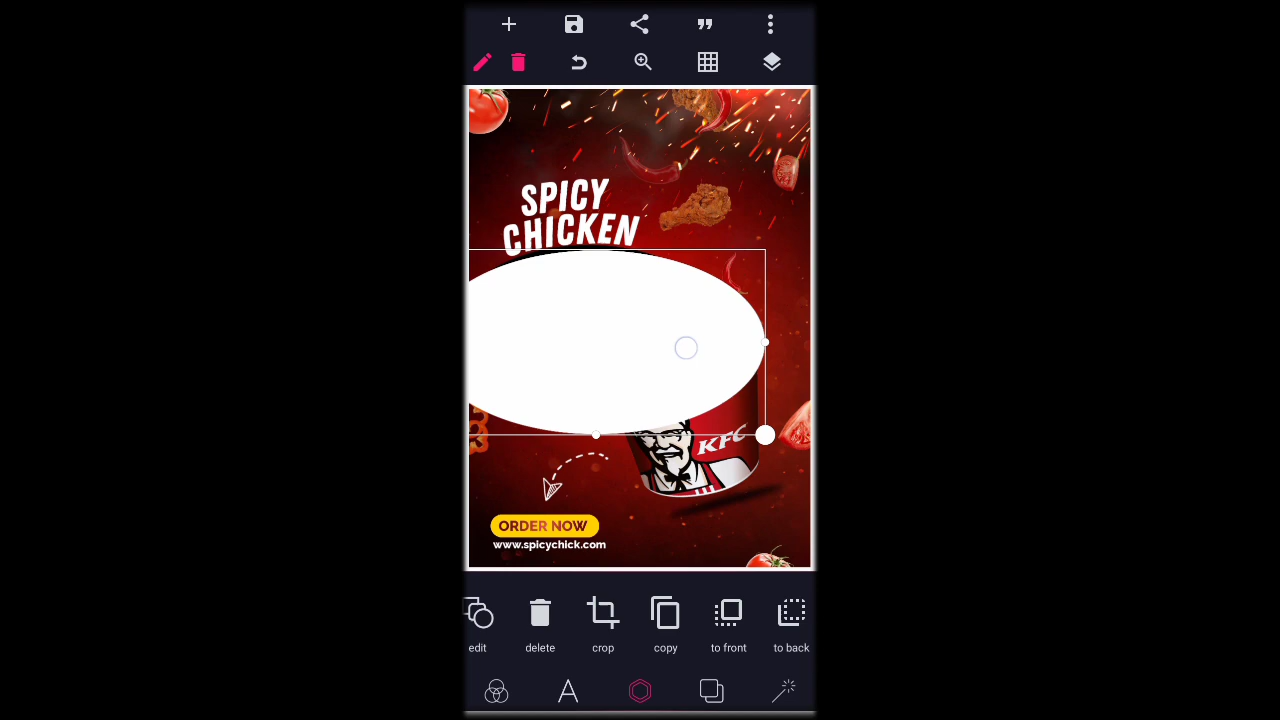 SPICY
CHICKEN
KFC
ORDER NOW
www.spicychick.com
edit
delete
crop
copy
to front
to back